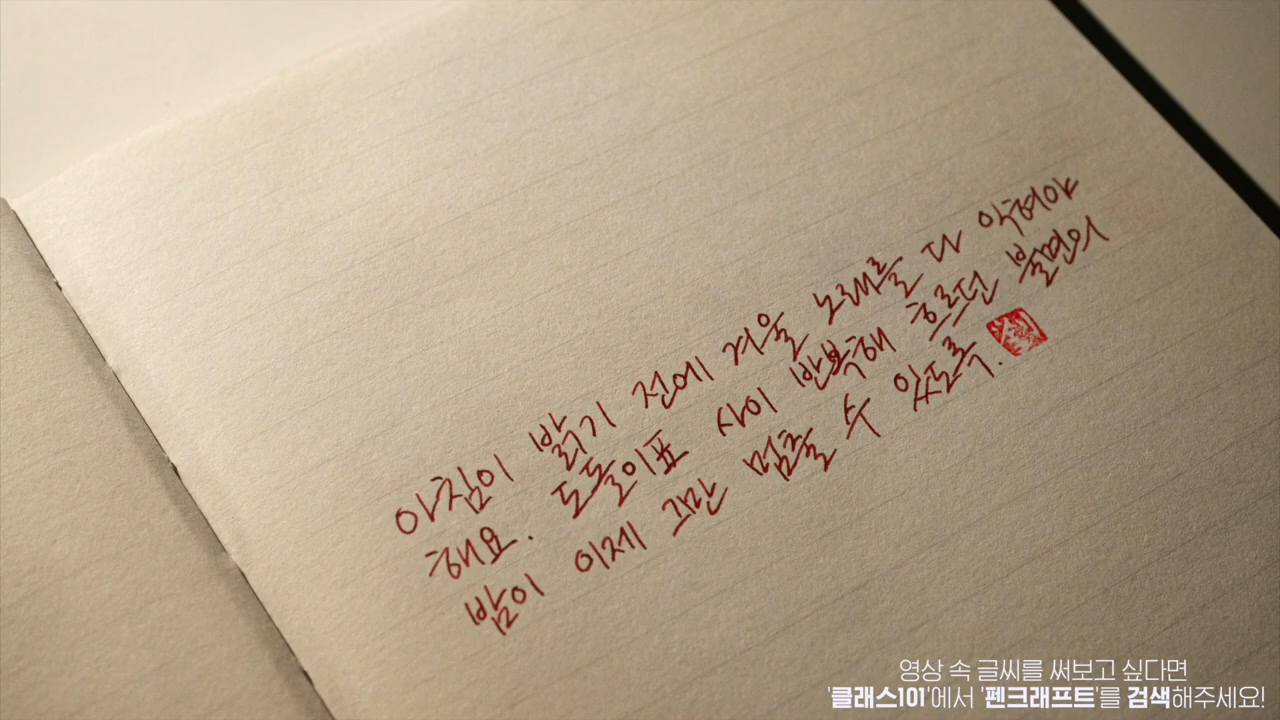 아침이 밝기 전에 겨울 노래를 다 익혀야
해요. 도돌이표 사이 반복해 흐르던 불면의
밤이 이제 그만 멈출 수 있도록.
영상 속 글씨를 써보고 싶다면
'클래스101'에서 '펜크래프트'를 검색해주세요!